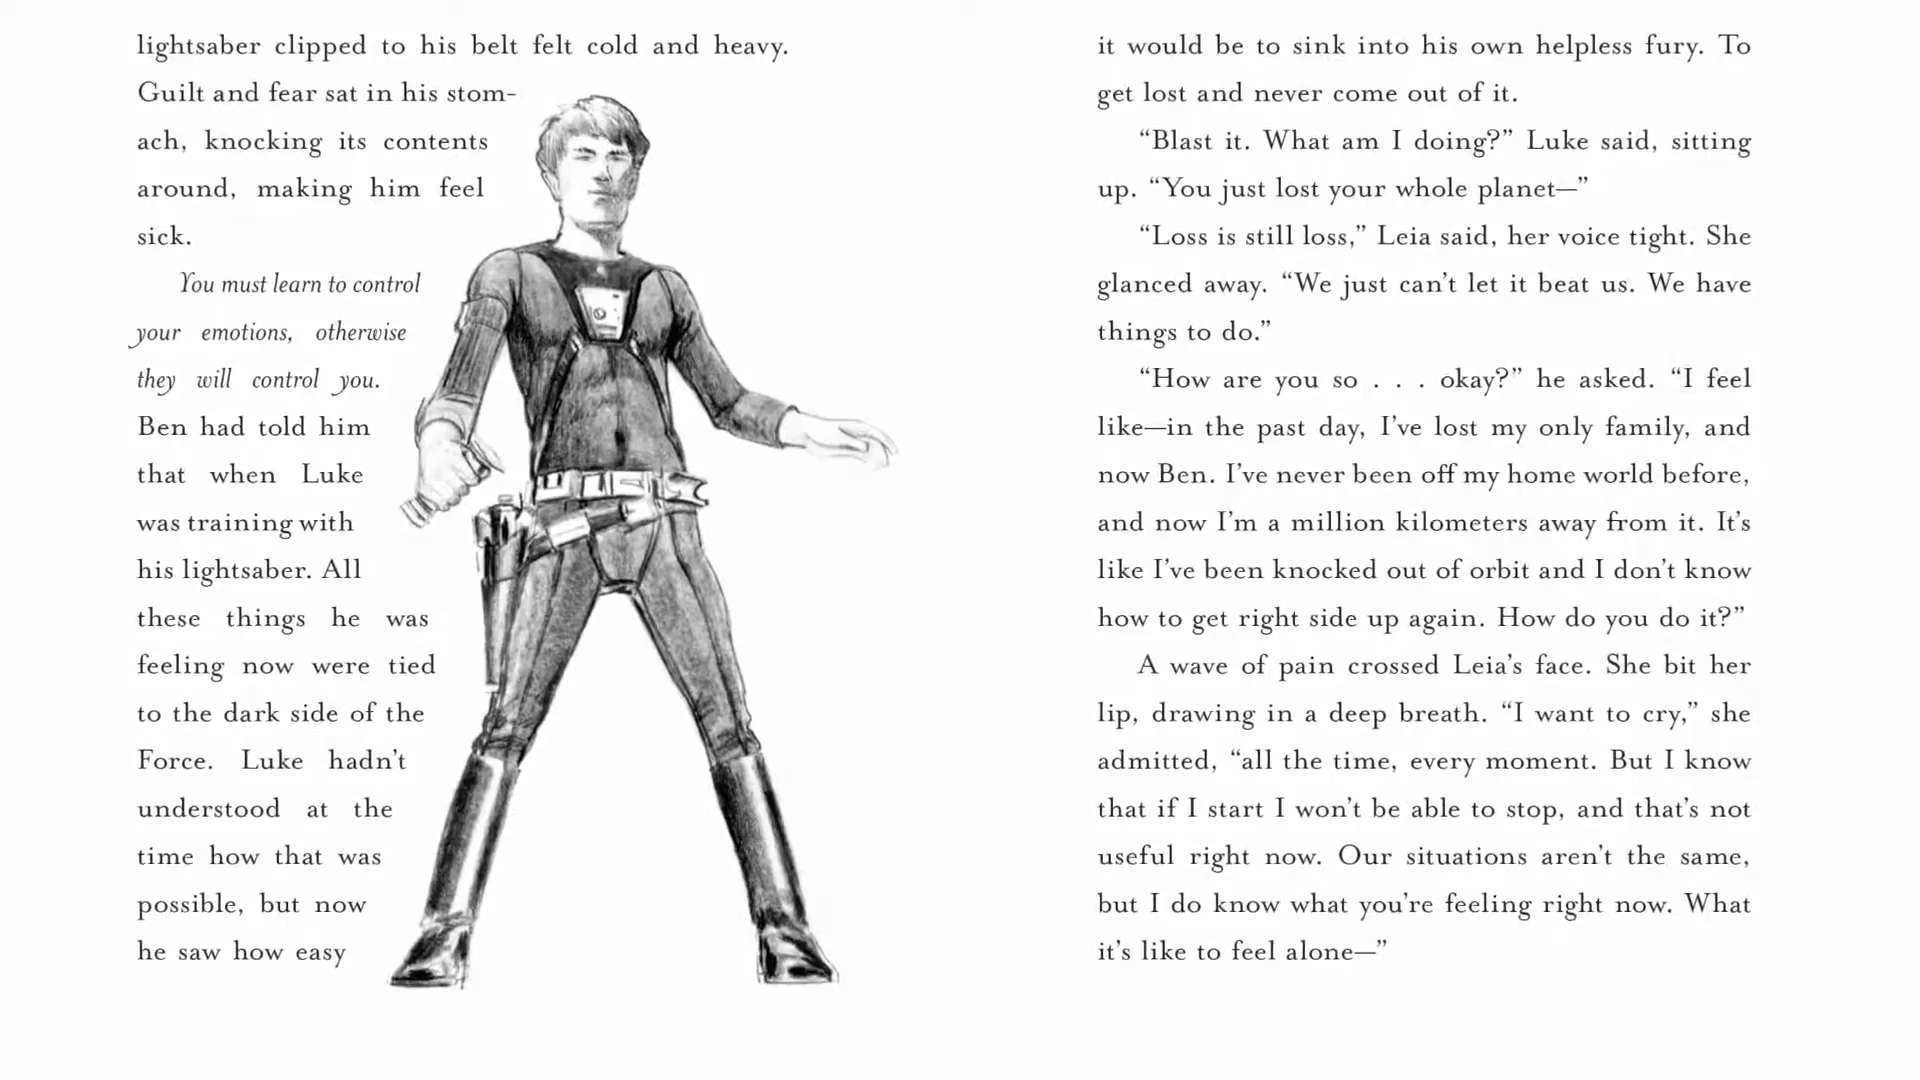 lightsaber clipped to his belt felt cold and heavy.
Guilt and fear sat in his stom-
ach, knocking its contents
around, making him feel
sick.
You must learn to control
your emotions, otherwise
they will control you.
Ben had told him
that when Luke
was training with
his lightsaber. All
these things he was
feeling now were tied
to the dark side of the
Force. Luke hadn’t
understood at the
time how that was
possible, but now
he saw how easy
it would be to sink into his own helpless fury. To
get lost and never come out of it.
“Blast it. What am I doing?” Luke said, sitting
up. “You just lost your whole planet—”
“Loss is still loss,” Leia said, her voice tight. She
glanced away. “We just can’t let it beat us. We have
things to do.”
“How are you so . . . okay?” he asked. “I feel
like—in the past day, I’ve lost my only family, and
now Ben. I’ve never been off my home world before,
and now I’m a million kilometers away from it. It’s
like I’ve been knocked out of orbit and I don’t know
how to get right side up again. How do you do it?”
A wave of pain crossed Leia’s face. She bit her
lip, drawing in a deep breath. “I want to cry,” she
admitted, “all the time, every moment. But I know
that if I start I won’t be able to stop, and that’s not
useful right now. Our situations aren’t the same,
but I do know what you’re feeling right now. What
it’s like to feel alone—”